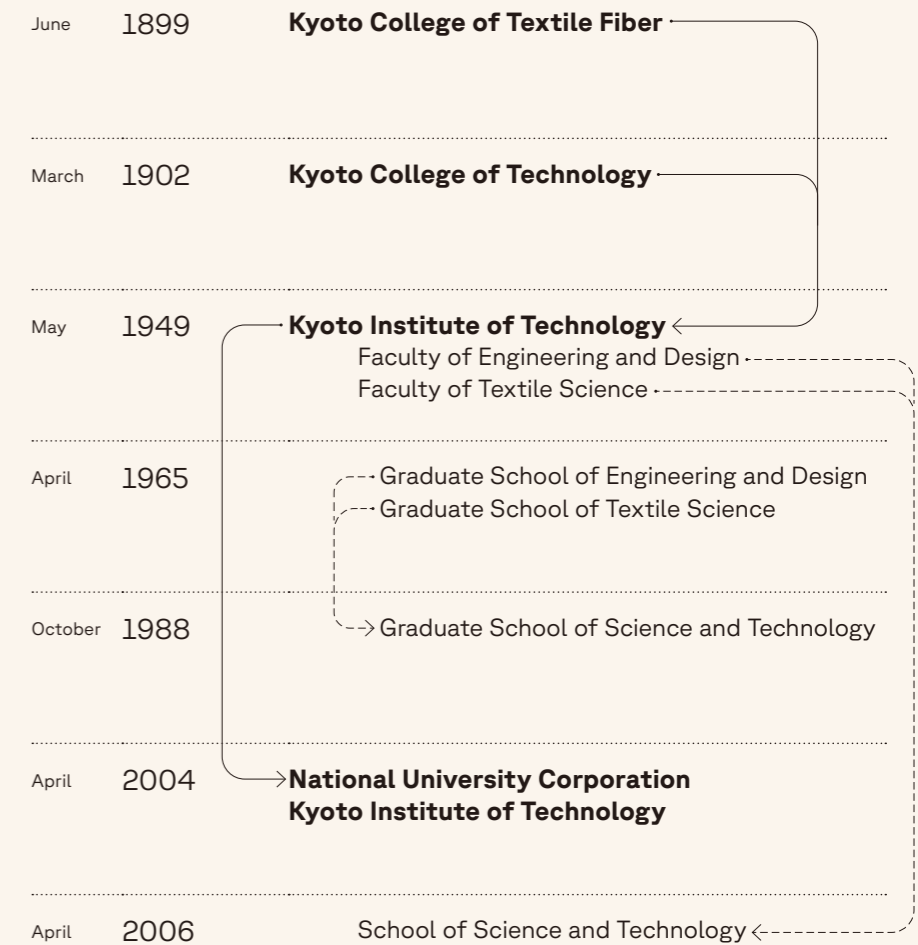 June 1899 Kyoto College of Textile Fiber
March 1902 Kyoto College of Technology
May 1949 Kyoto Institute of Technology
Faculty of Engineering and Design
Faculty of Textile Science
April 1965 Graduate School of Engineering and Design
Graduate School of Textile Science
October 1988 Graduate School of Science and Technology
April 2004 National University Corporation
Kyoto Institute of Technology
April 2006 School of Science and Technology